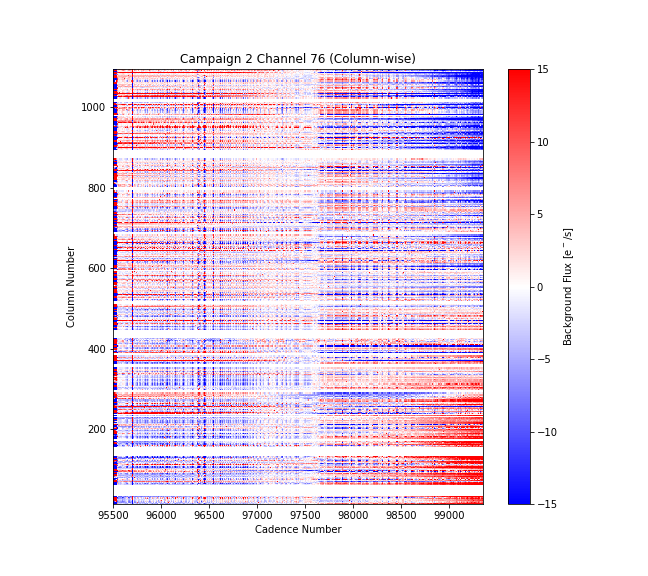 Campaign 2 Channel 76 (Column-wise)
Column Number
1000
800
600
400
200
95500 96000 96500 97000 97500 98000 98500 99000
Cadence Number
15
10
5
0
−5
−10
−15
Background Flux [e⁻/s]